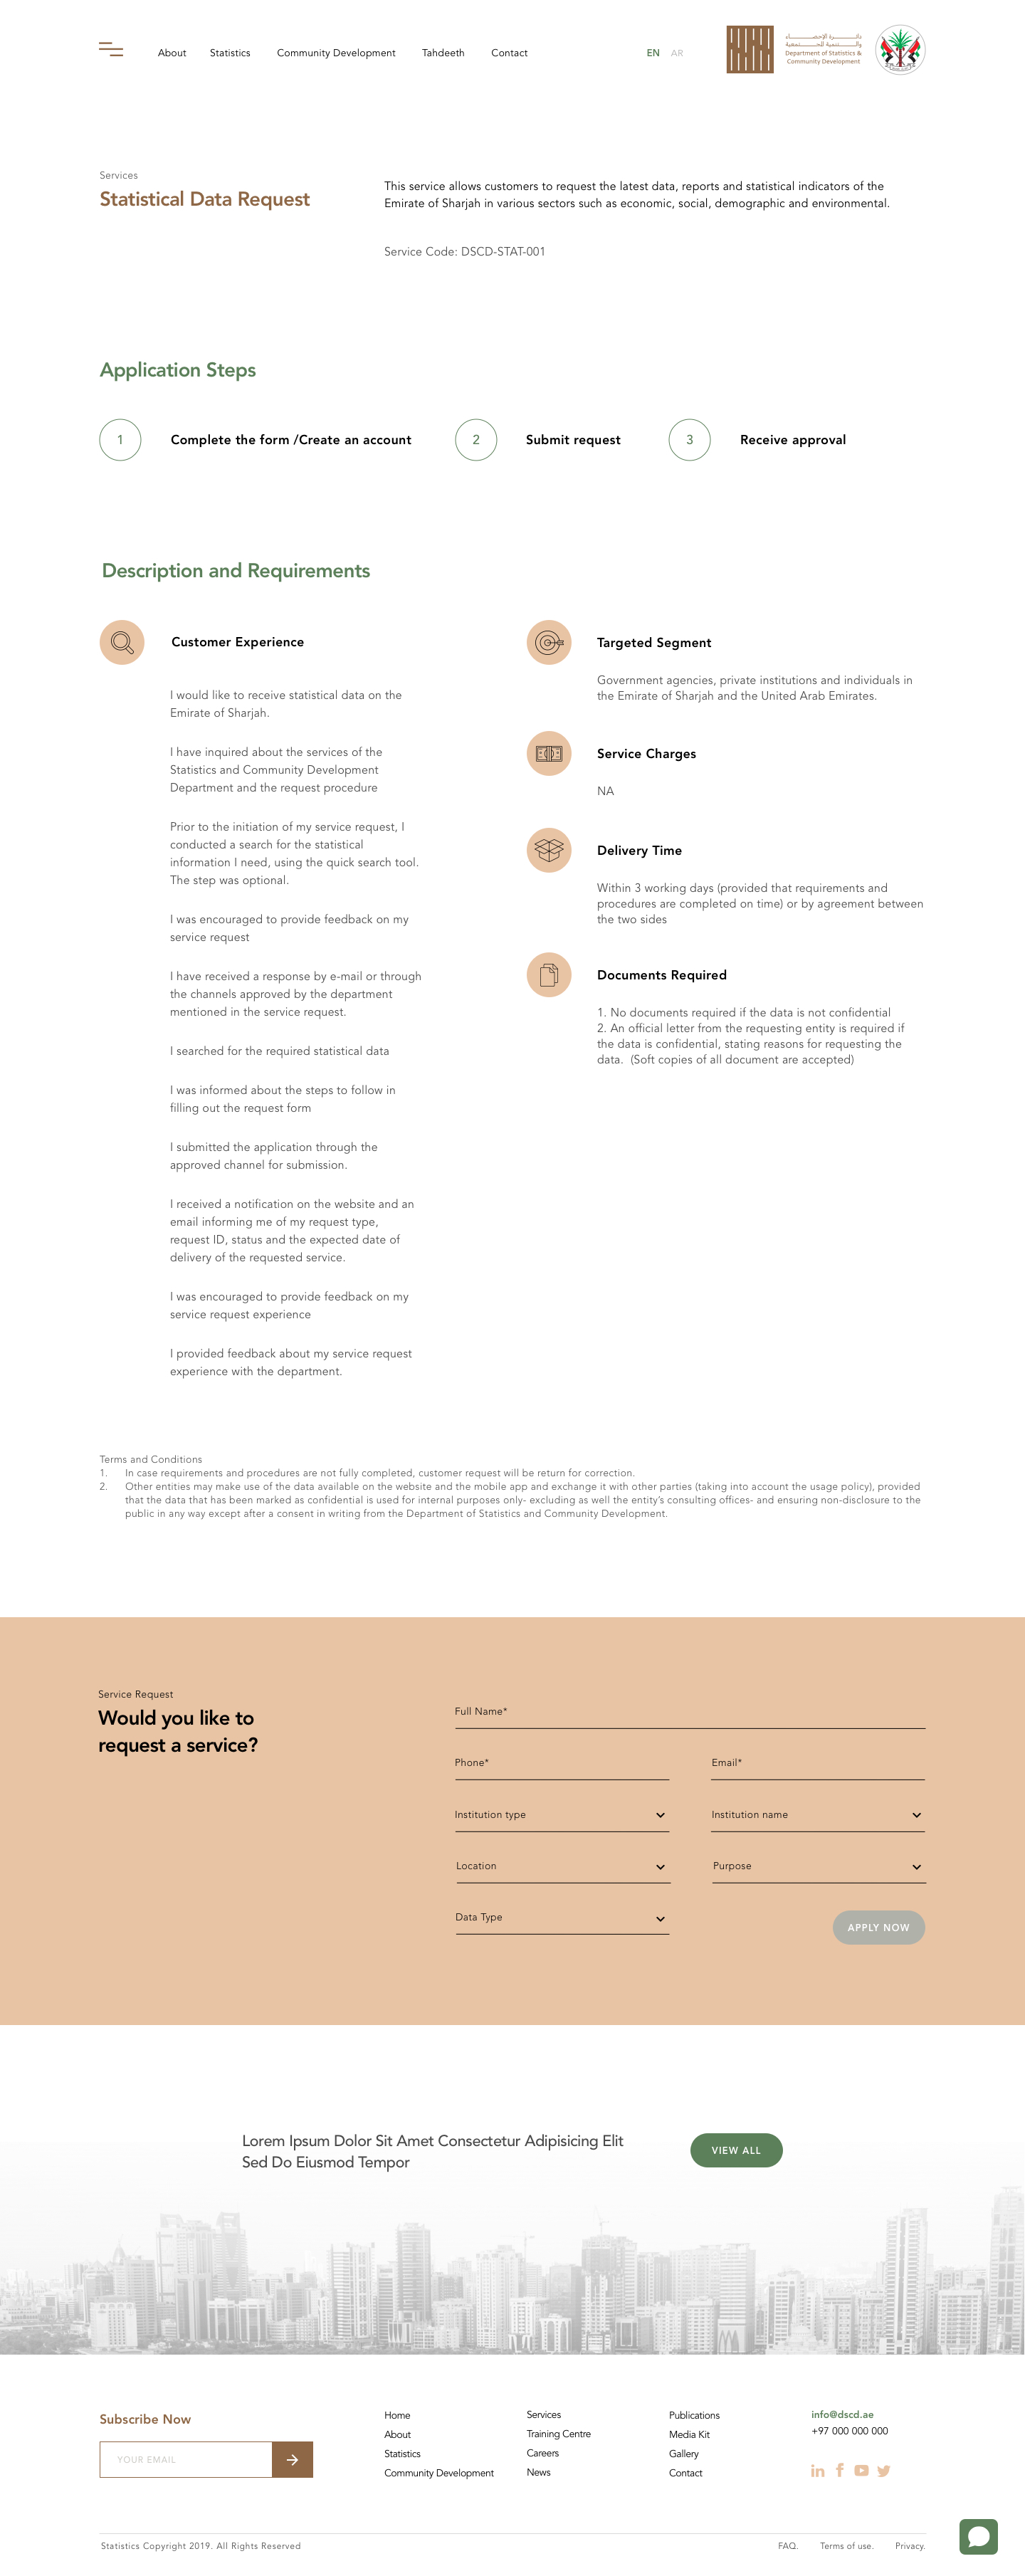 About Statistics Community Development Tahdeeth Contact EN AR
دائـــــرة الإحصـــــاء
والتـنـمية المجـتـمعية
Department of Statistics &
Community Development
Services
Statistical Data Request
This service allows customers to request the latest data, reports and statistical indicators of the
Emirate of Sharjah in various sectors such as economic, social, demographic and environmental.
Service Code: DSCD-STAT-001
Application Steps
1 Complete the form /Create an account 2 Submit request 3 Receive approval
Description and Requirements
Customer Experience
I would like to receive statistical data on the
Emirate of Sharjah.
I have inquired about the services of the
Statistics and Community Development
Department and the request procedure
Prior to the initiation of my service request, I
conducted a search for the statistical
information I need, using the quick search tool.
The step was optional.
I was encouraged to provide feedback on my
service request
I have received a response by e-mail or through
the channels approved by the department
mentioned in the service request.
I searched for the required statistical data
I was informed about the steps to follow in
filling out the request form
I submitted the application through the
approved channel for submission.
I received a notification on the website and an
email informing me of my request type,
request ID, status and the expected date of
delivery of the requested service.
I was encouraged to provide feedback on my
service request experience
I provided feedback about my service request
experience with the department.
Targeted Segment
Government agencies, private institutions and individuals in
the Emirate of Sharjah and the United Arab Emirates.
Service Charges
NA
Delivery Time
Within 3 working days (provided that requirements and
procedures are completed on time) or by agreement between
the two sides
Documents Required
1. No documents required if the data is not confidential
2. An official letter from the requesting entity is required if
the data is confidential, stating reasons for requesting the
data. (Soft copies of all document are accepted)
Terms and Conditions
1. In case requirements and procedures are not fully completed, customer request will be return for correction.
2. Other entities may make use of the data available on the website and the mobile app and exchange it with other parties (taking into account the usage policy), provided
that the data that has been marked as confidential is used for internal purposes only- excluding as well the entity's consulting offices- and ensuring non-disclosure to the
public in any way except after a consent in writing from the Department of Statistics and Community Development.
Service Request
Would you like to
request a service?
Full Name*
Phone* Email*
Institution type Institution name
Location Purpose
Data Type
APPLY NOW
Lorem Ipsum Dolor Sit Amet Consectetur Adipisicing Elit
Sed Do Eiusmod Tempor
VIEW ALL
Subscribe Now
YOUR EMAIL
Home
About
Statistics
Community Development
Services
Training Centre
Careers
News
Publications
Media Kit
Gallery
Contact
info@dscd.ae
+97 000 000 000
Statistics Copyright 2019. All Rights Reserved
FAQ. Terms of use. Privacy.